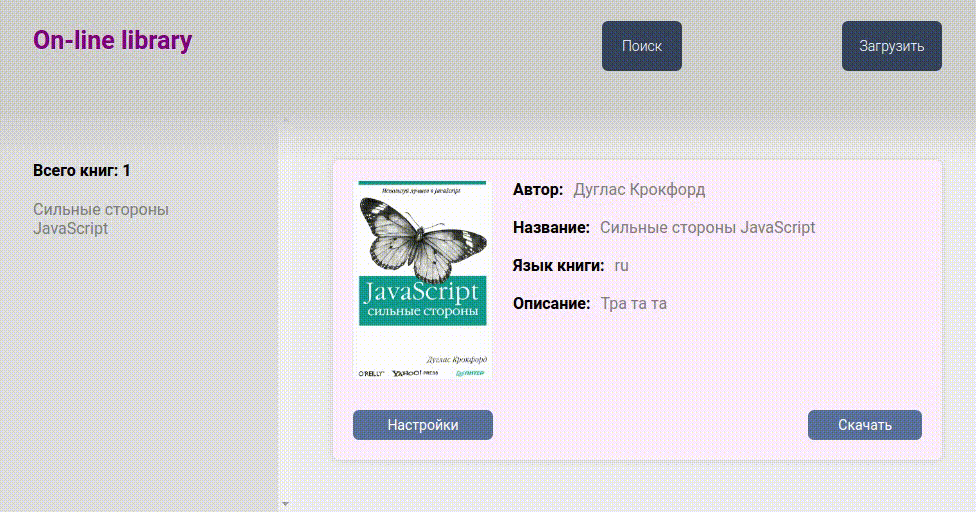 On-line library
Поиск
Загрузить
Всего книг: 1
Сильные стороны
JavaScript
Используй лучшее в JavaScript
JavaScript
сильные стороны
Дуглас Крокфорд
O'REILLY YAHOO! PRESS ПИТЕР
Автор: Дуглас Крокфорд
Название: Сильные стороны JavaScript
Язык книги: ru
Описание: Тра та та
Настройки
Скачать